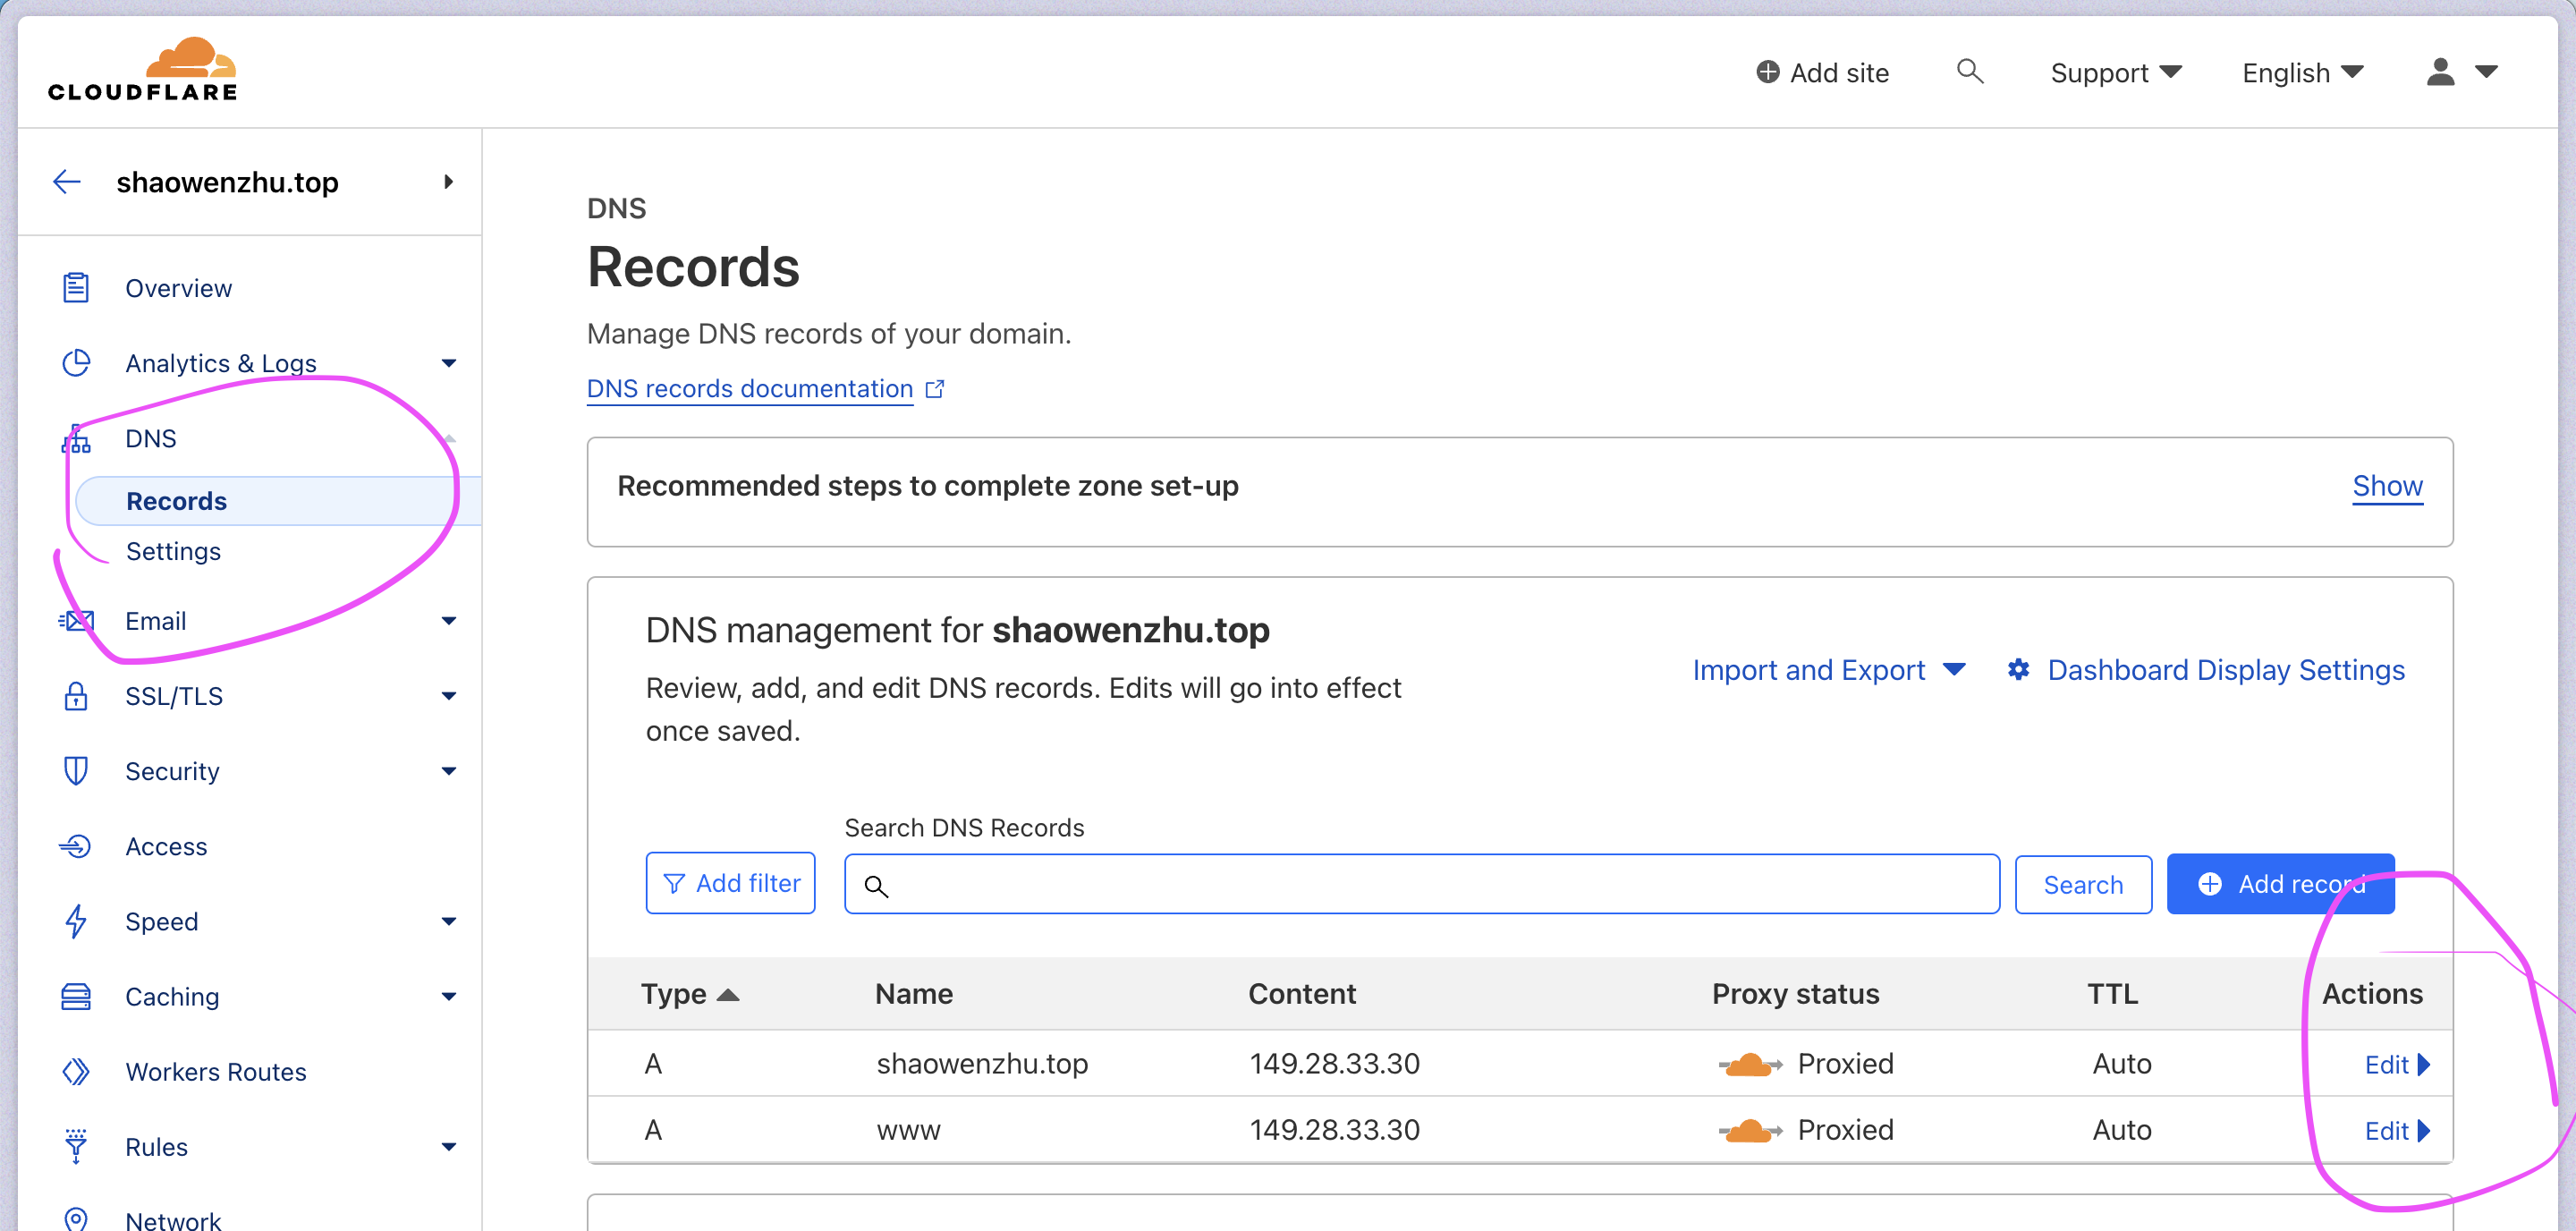 CLOUDFLARE
Add site
Support
English
shaowenzhu.top
Overview
Analytics & Logs
DNS
Records
Settings
Email
SSL/TLS
Security
Access
Speed
Caching
Workers Routes
Rules
Network
DNS
Records
Manage DNS records of your domain.
DNS records documentation
Recommended steps to complete zone set-up
Show
DNS management for shaowenzhu.top
Review, add, and edit DNS records. Edits will go into effect
once saved.
Import and Export
Dashboard Display Settings
Search DNS Records
Add filter
Search
Add record
Type Name Content Proxy status TTL Actions
A shaowenzhu.top 149.28.33.30 Proxied Auto Edit
A www 149.28.33.30 Proxied Auto Edit